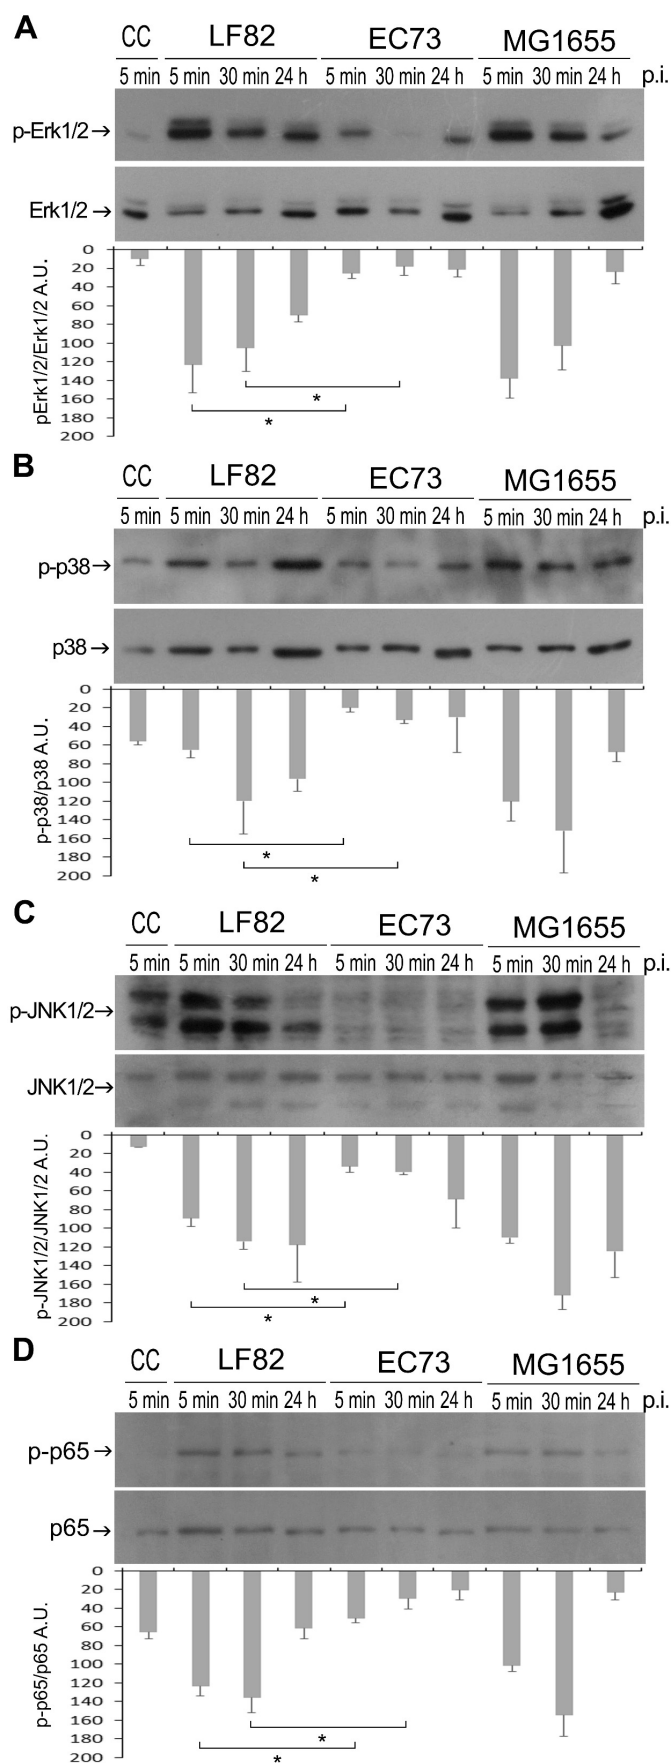 A
CC LF82 EC73 MG1655
5 min 5 min 30 min 24 h 5 min 30 min 24 h 5 min 30 min 24 h p.i.
p-Erk1/2→
Erk1/2→
pErk1/2/Erk1/2 A.U.
0
20
40
60
80
100
120
140
160
180
200
*
*
B
CC LF82 EC73 MG1655
5 min 5 min 30 min 24 h 5 min 30 min 24 h 5 min 30 min 24 h p.i.
p-p38→
p38→
p-p38/p38 A.U.
0
20
40
60
80
100
120
140
160
180
200
*
*
C
CC LF82 EC73 MG1655
5 min 5 min 30 min 24 h 5 min 30 min 24 h 5 min 30 min 24 h p.i.
p-JNK1/2→
JNK1/2→
p-JNK1/2/JNK1/2 A.U.
0
20
40
60
80
100
120
140
160
180
200
*
*
D
CC LF82 EC73 MG1655
5 min 5 min 30 min 24 h 5 min 30 min 24 h 5 min 30 min 24 h p.i.
p-p65→
p65→
p-p65/p65 A.U.
0
20
40
60
80
100
120
140
160
180
200
*
*